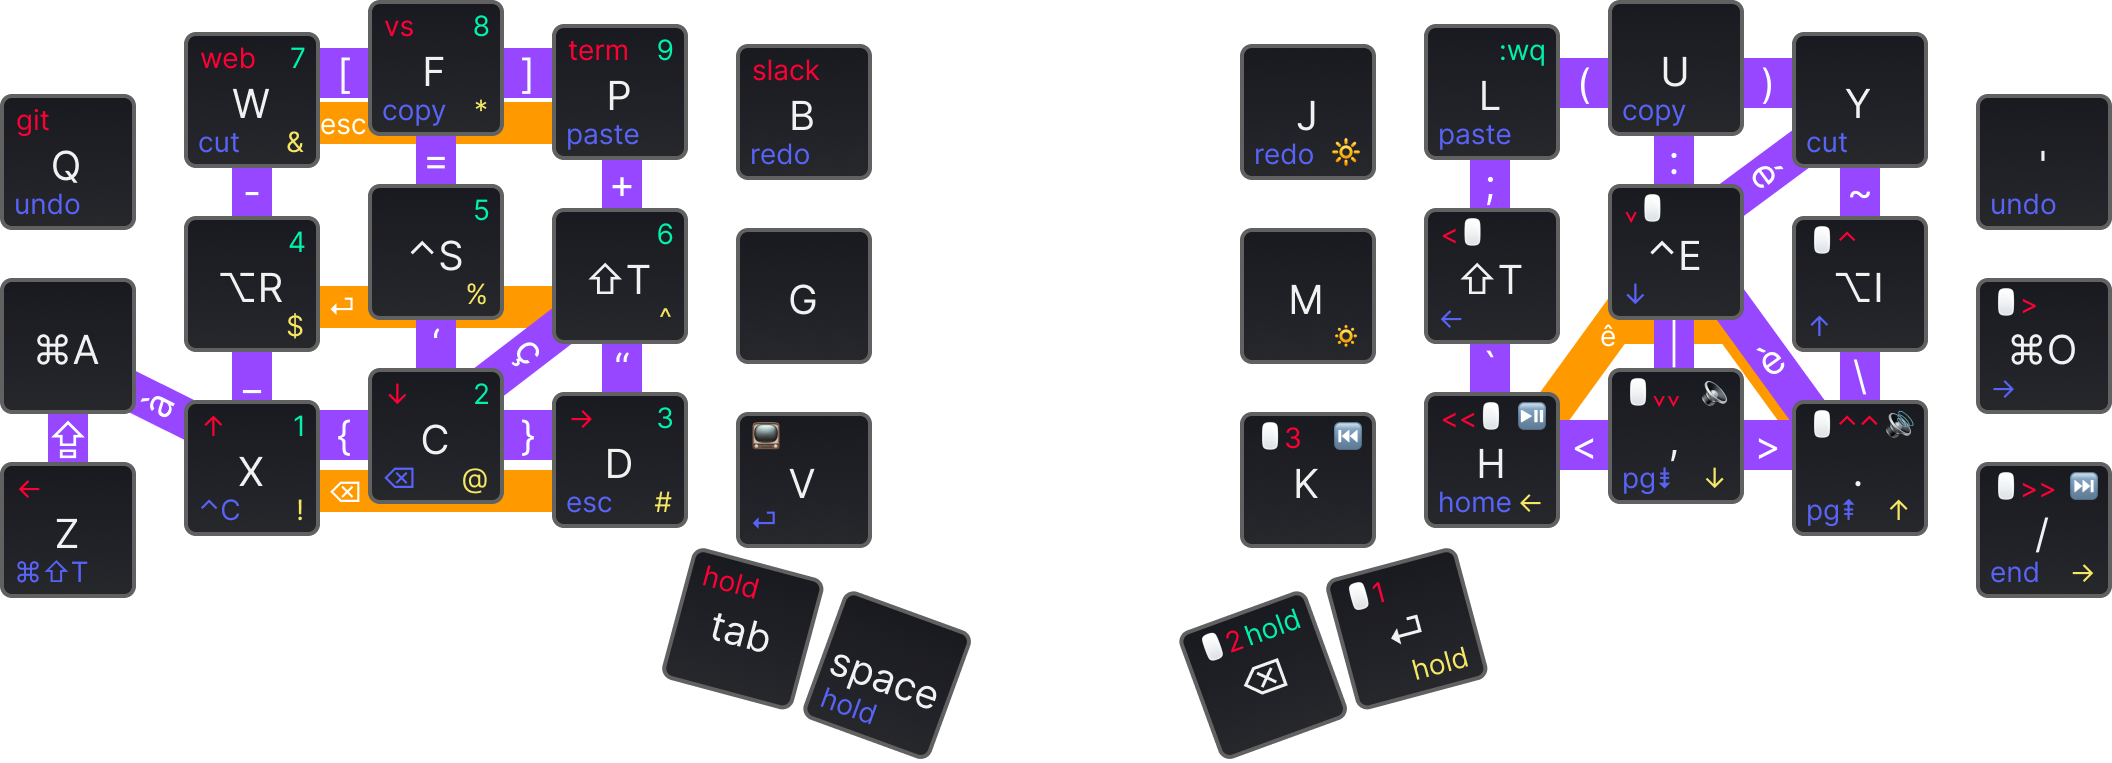 git
Q
undo
web 7
W
cut &
[
esc
vs 8
F
copy *
]
term 9
P
paste
slack
B
redo
-
=
+
⌘A
4
⌥R
$
↵
5
^S
%
6
⇧T
^
G
_
‘
ç
“
á
⇪
←
Z
⌘⇧T
↑ 1
X
^C !
{
⌫
↓ 2
C
⌫ @
}
→ 3
D
esc #
📺
V
↵
hold
tab
space
hold
J
redo 🔆
:wq
L
paste
(
U
copy
)
Y
cut
'
undo
;
:
è
~
M
🔅
<
⇧T
←
v
^E
↓
^
⌥I
↑
>
⌘O
→
`
ê
|
é
\
3 ⏮
K
<< ⏯
H
home ←
<
vv 🔈
,
pg⇟ ↓
>
^^ 🔊
.
pg⇞ ↑
>> ⏭
/
end →
2 hold
⌫
1
↵
hold